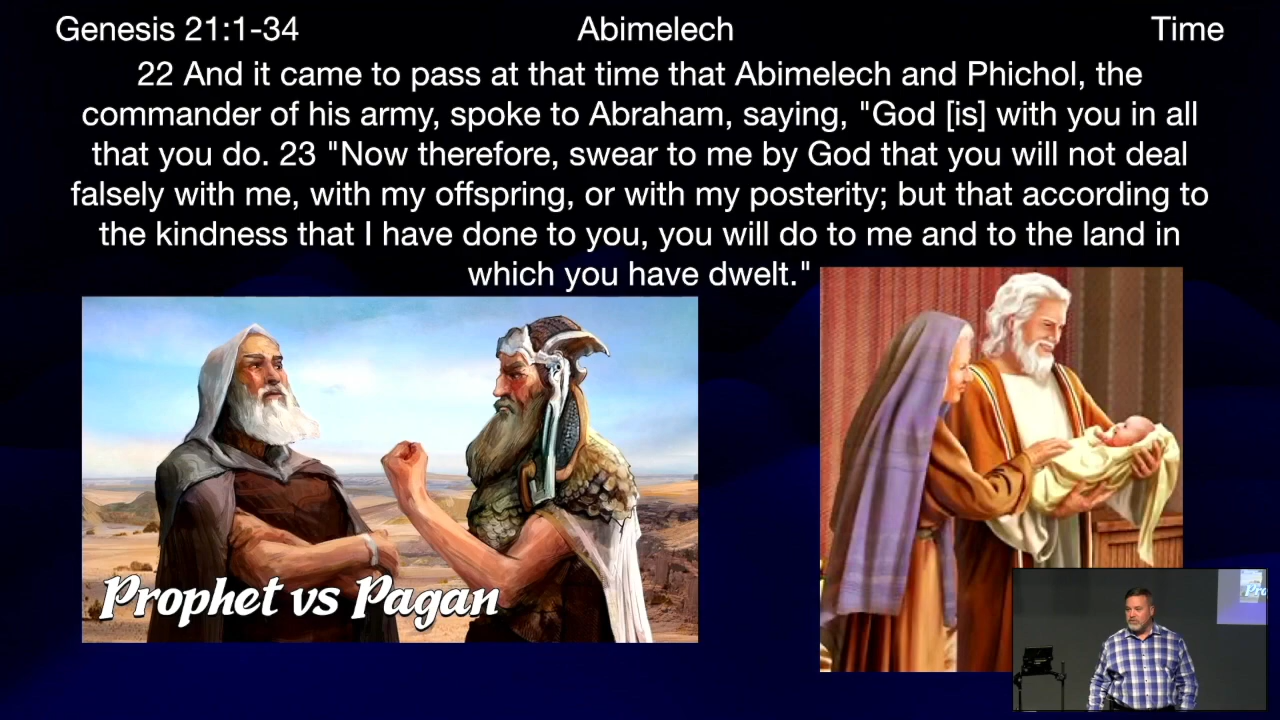 Genesis 21:1-34 Abimelech Time
22 And it came to pass at that time that Abimelech and Phichol, the
commander of his army, spoke to Abraham, saying, "God [is] with you in all
that you do. 23 "Now therefore, swear to me by God that you will not deal
falsely with me, with my offspring, or with my posterity; but that according to
the kindness that I have done to you, you will do to me and to the land in
which you have dwelt."
Prophet vs Pagan
Pro